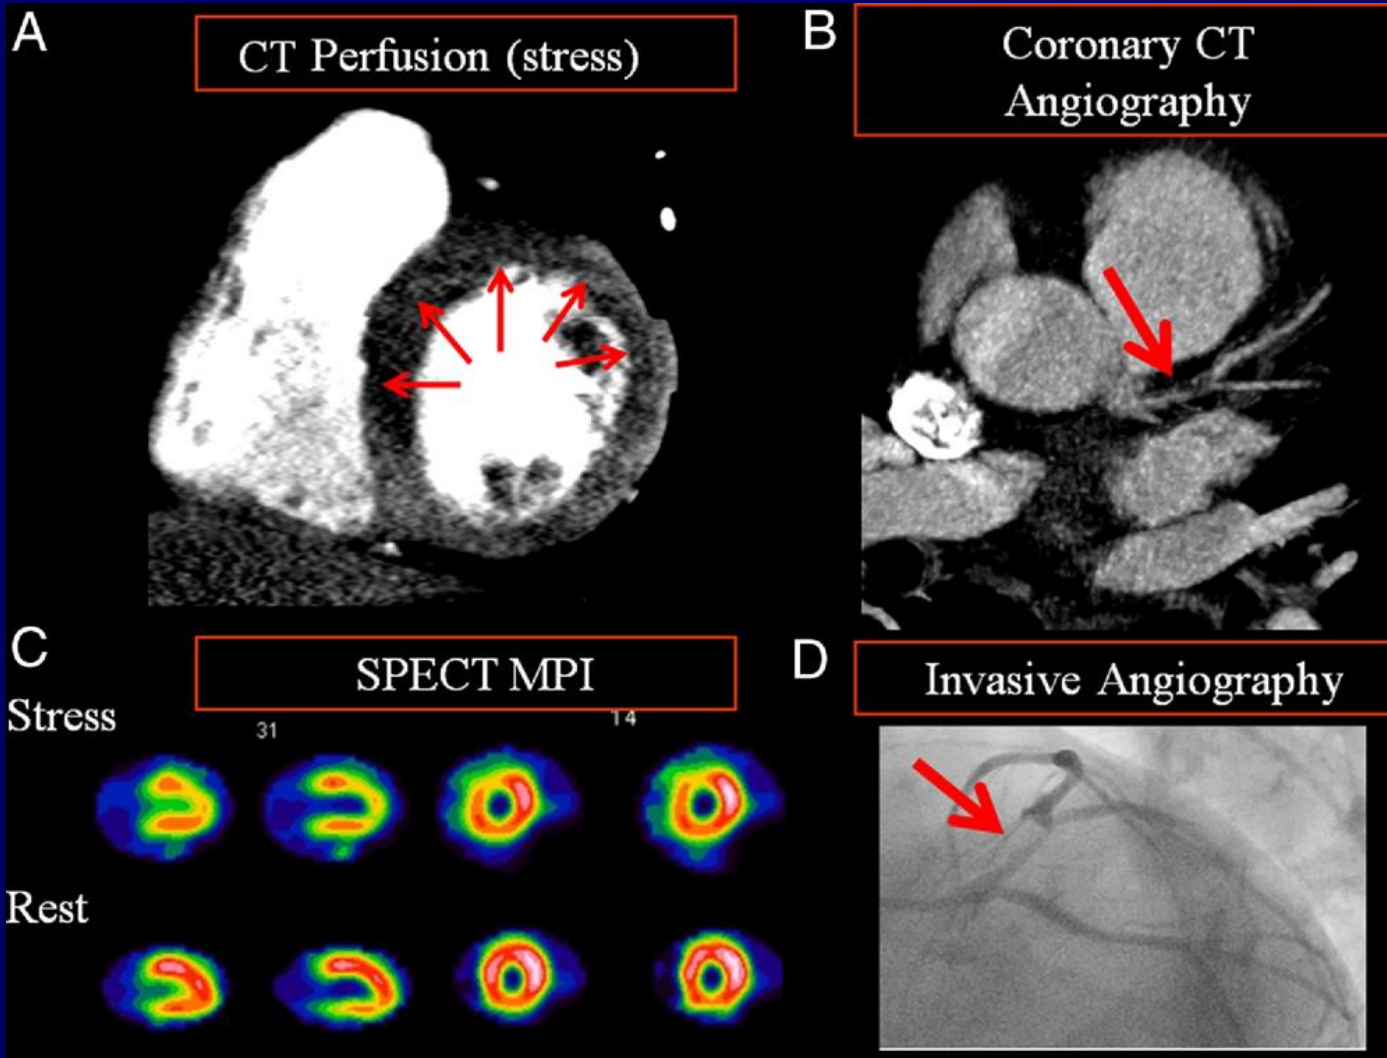 A
CT Perfusion (stress)
B
Coronary CT
Angiography
C
SPECT MPI
Stress
31
14
Rest
D
Invasive Angiography